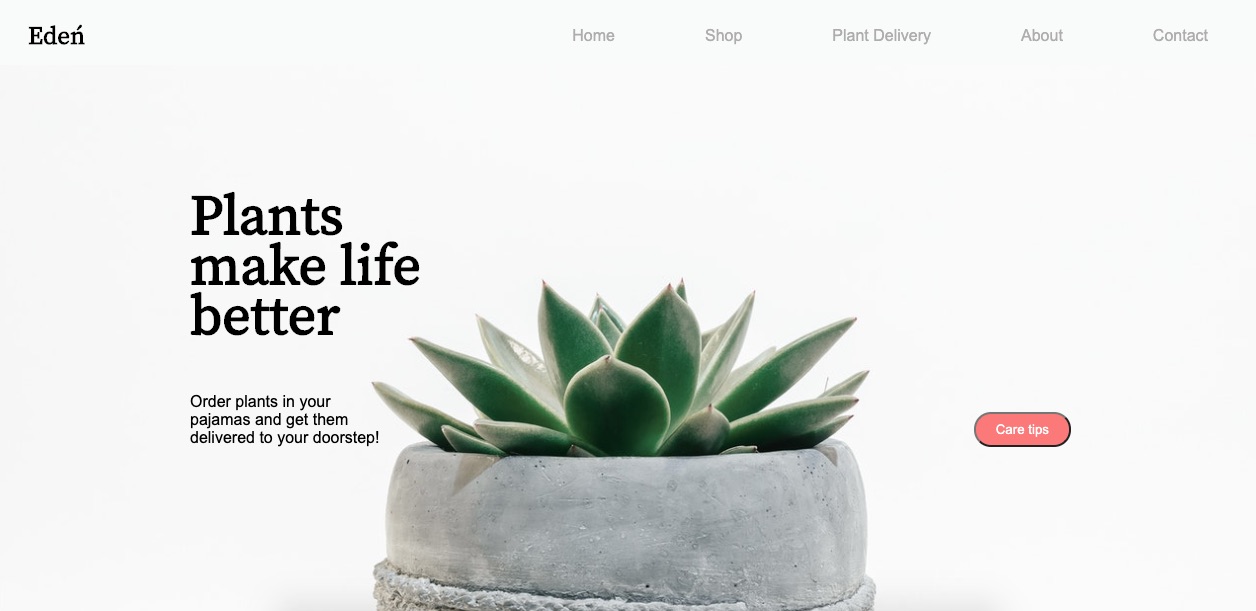 Edeń
Home
Shop
Plant Delivery
About
Contact
Plants
make life
better
Order plants in your
pajamas and get them
delivered to your doorstep!
Care tips